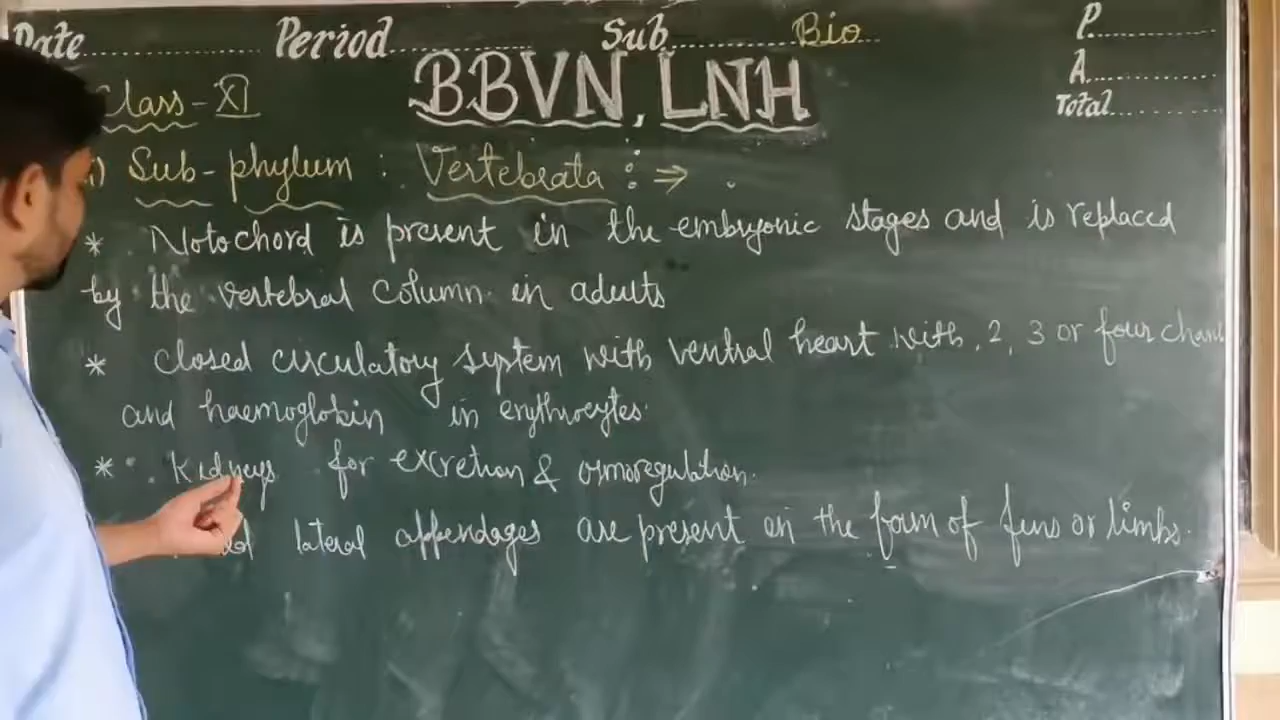 Date Period Sub Bio P.
A.
Total
Class - XI
BBVN, LNH
Sub-phylum : Vertebrata : ⇒
* Notochord is present in the embryonic stages and is replaced
by the vertebral column in adults
* Closed circulatory system with ventral heart with, 2, 3 or four
and haemoglobin in erythrocytes.
* Kidneys for excretion & osmoregulation.
lateral appendages are present in the form of fins or limbs.